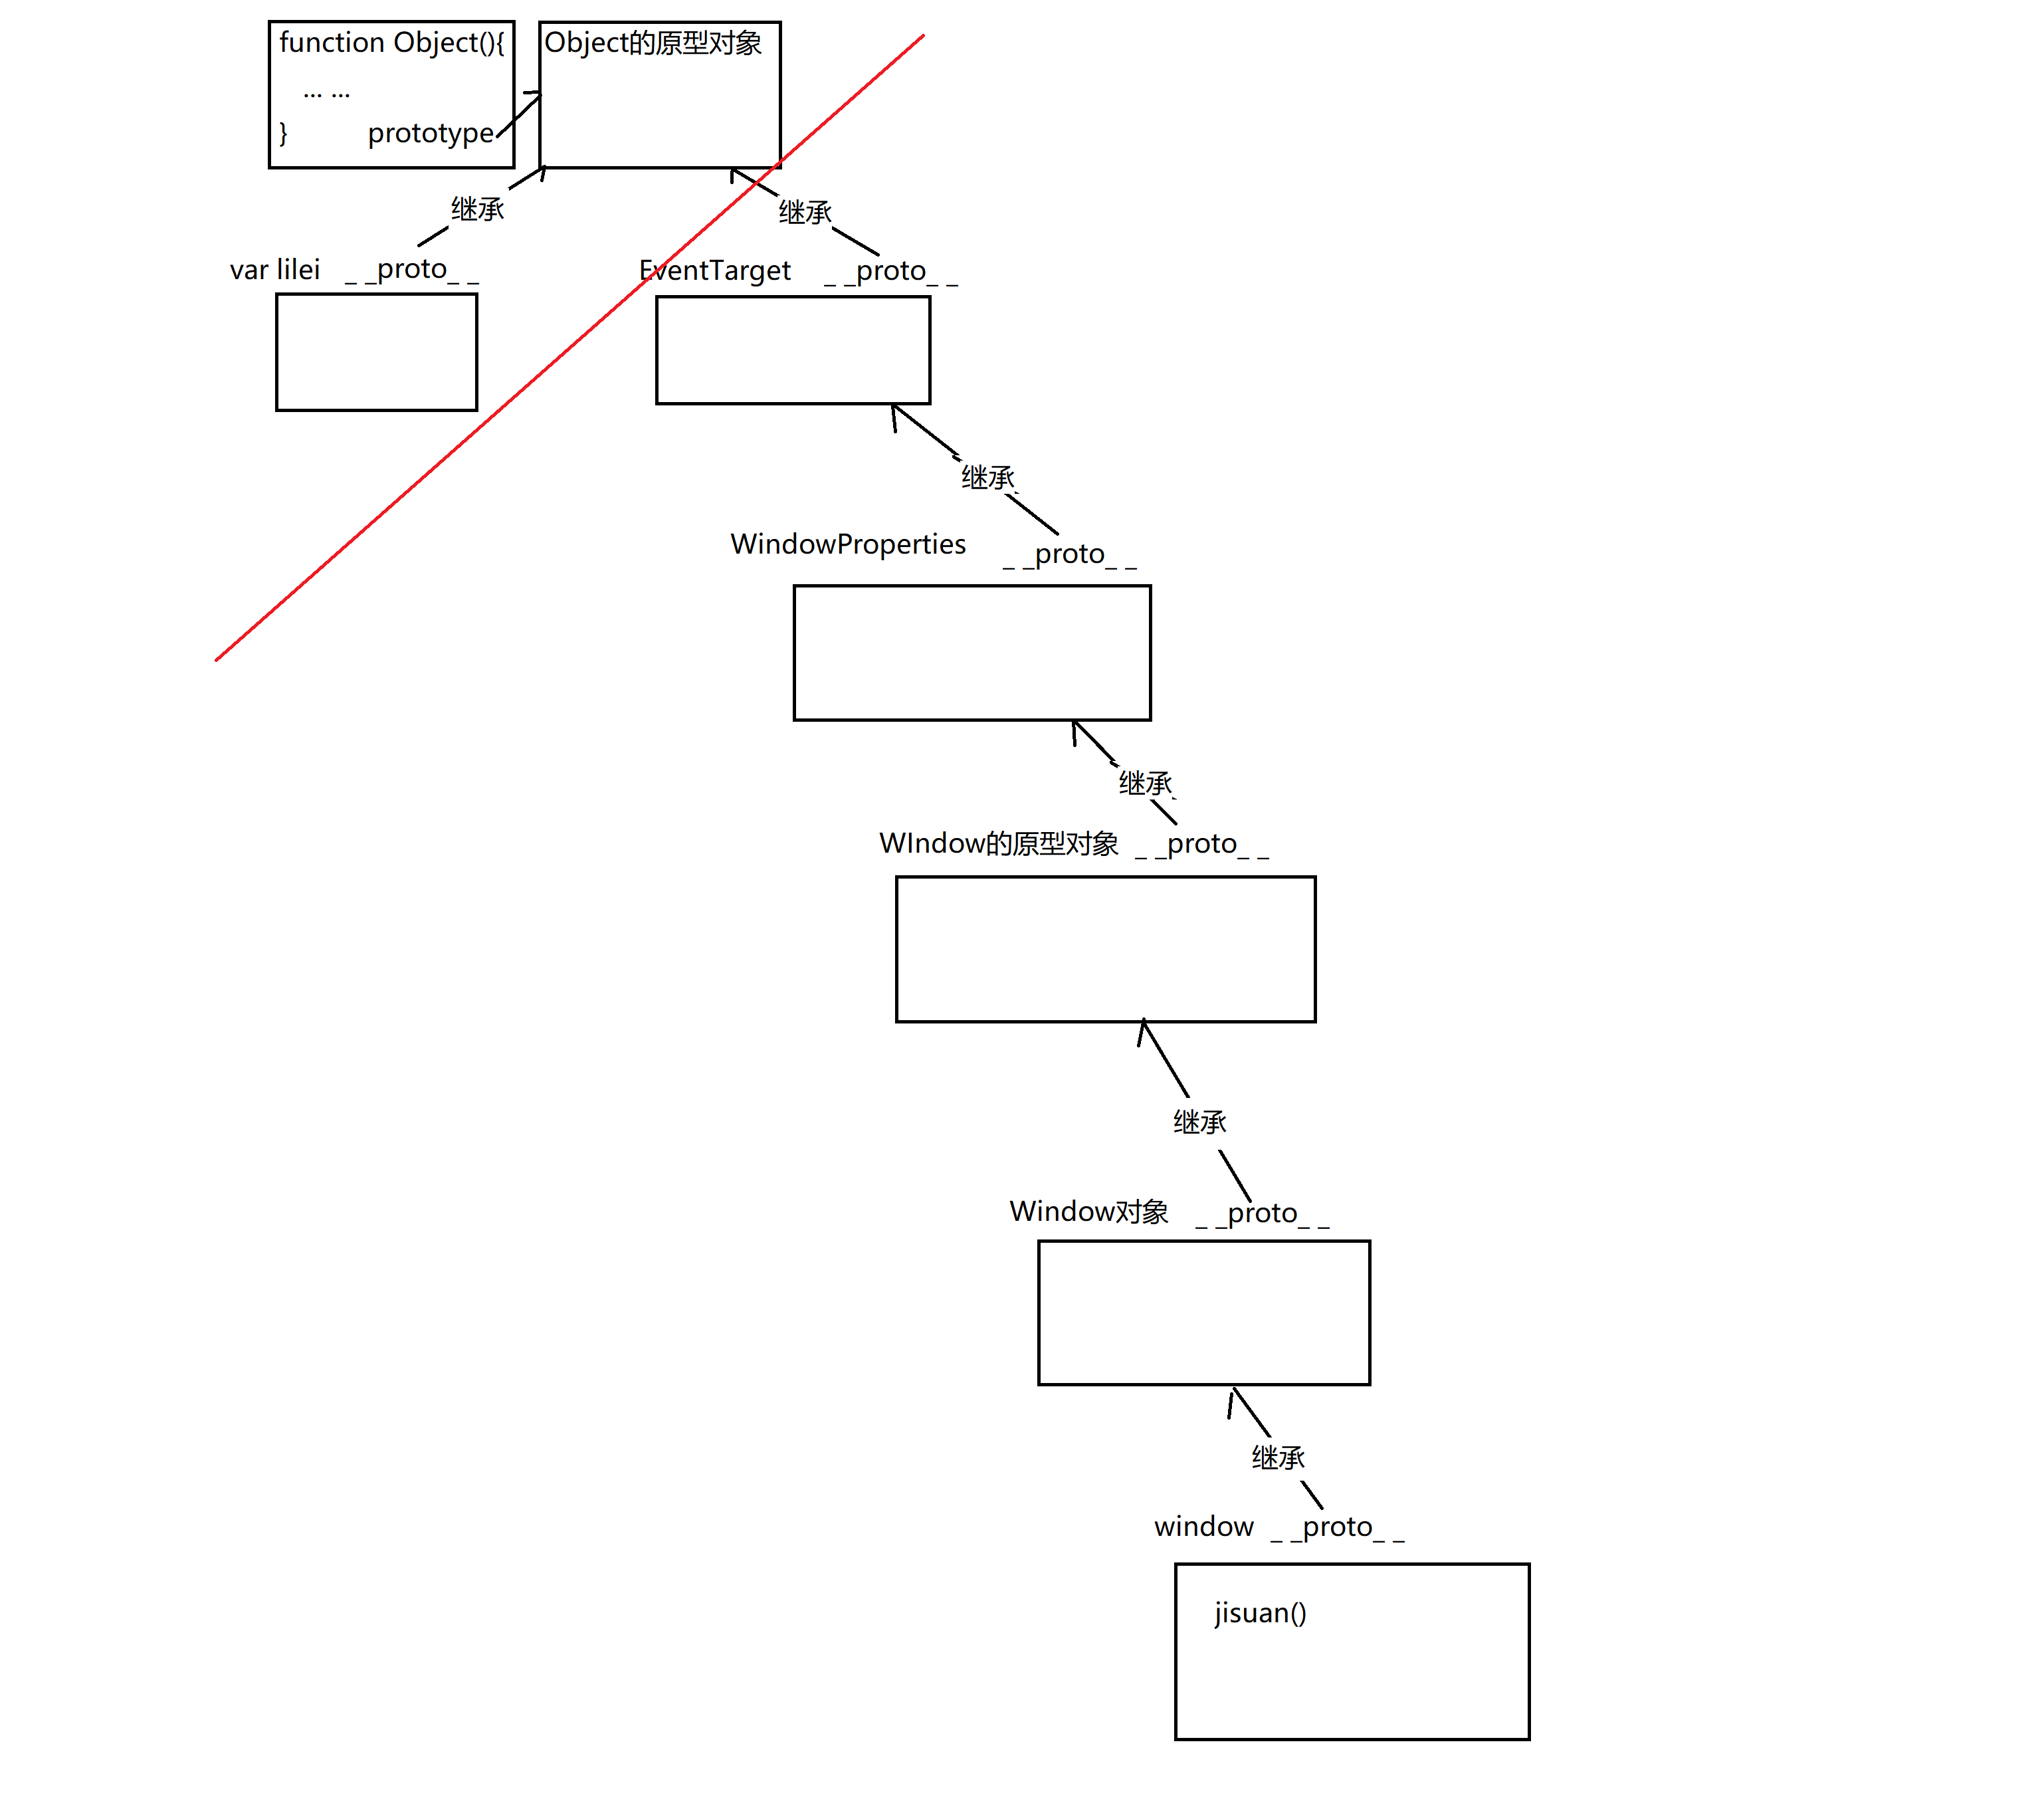 function Object(){
... ...
} prototype
Object的原型对象
继承
继承
var lilei _ _proto_ _
EventTarget _ _proto_ _
继承
WindowProperties _ _proto_ _
继承
WIndow的原型对象 _ _proto_ _
继承
Window对象 _ _proto_ _
继承
window _ _proto_ _
jisuan()